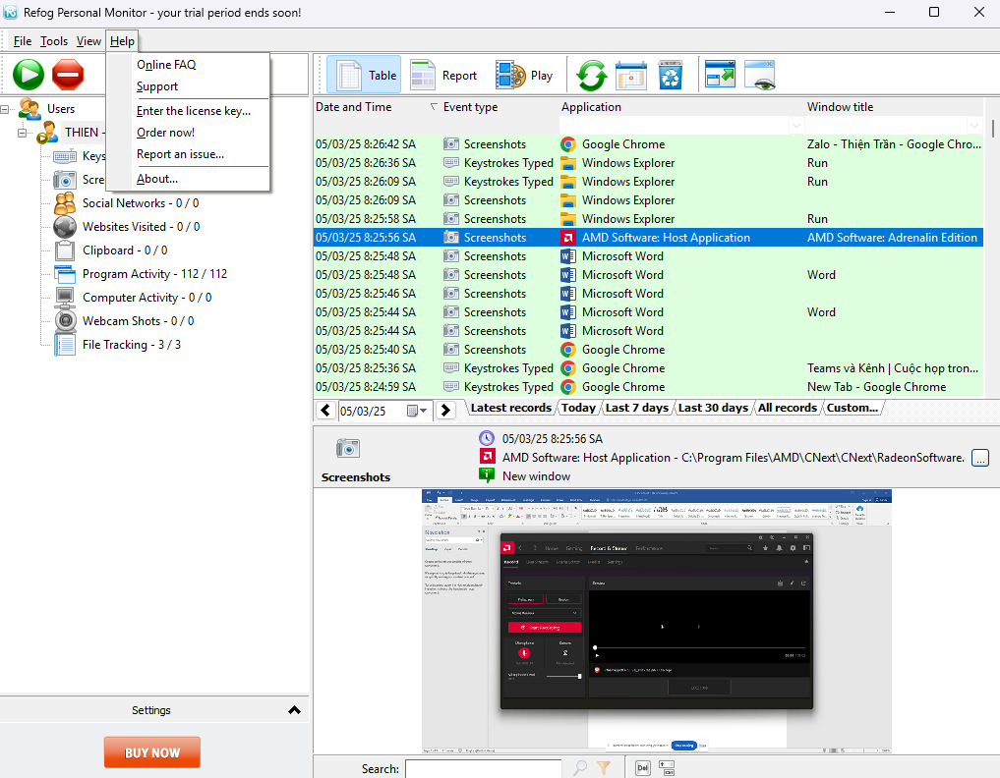 Refog Personal Monitor - your trial period ends soon!
File Tools View Help
Online FAQ
Support
Enter the license key...
Order now!
Report an issue...
About...
Table Report Play
Users
THIEN -
Keys
Scre
Social Networks - 0 / 0
Websites Visited - 0 / 0
Clipboard - 0 / 0
Program Activity - 112 / 112
Computer Activity - 0 / 0
Webcam Shots - 0 / 0
File Tracking - 3 / 3
Settings
BUY NOW
Date and Time Event type Application Window title
05/03/25 8:26:42 SA Screenshots Google Chrome Zalo - Thiện Trần - Google Chro...
05/03/25 8:26:36 SA Keystrokes Typed Windows Explorer Run
05/03/25 8:26:09 SA Keystrokes Typed Windows Explorer Run
05/03/25 8:26:09 SA Screenshots Windows Explorer
05/03/25 8:25:58 SA Screenshots Windows Explorer Run
05/03/25 8:25:56 SA Screenshots AMD Software: Host Application AMD Software: Adrenalin Edition
05/03/25 8:25:48 SA Screenshots Microsoft Word
05/03/25 8:25:48 SA Screenshots Microsoft Word Word
05/03/25 8:25:46 SA Screenshots Microsoft Word
05/03/25 8:25:44 SA Screenshots Microsoft Word Word
05/03/25 8:25:44 SA Screenshots Microsoft Word
05/03/25 8:25:40 SA Screenshots Google Chrome
05/03/25 8:25:36 SA Keystrokes Typed Google Chrome Teams và Kênh | Cuộc họp tron...
05/03/25 8:24:59 SA Keystrokes Typed Google Chrome New Tab - Google Chrome
05/03/25 Latest records Today Last 7 days Last 30 days All records Custom...
Screenshots
05/03/25 8:25:56 SA
AMD Software: Host Application - C:\Program Files\AMD\CNext\CNext\RadeonSoftware. ...
New window
Navigation
Home Gaming Record & Stream Performance
Record
Settings
Start Recording
Search:
Del
Ctrl